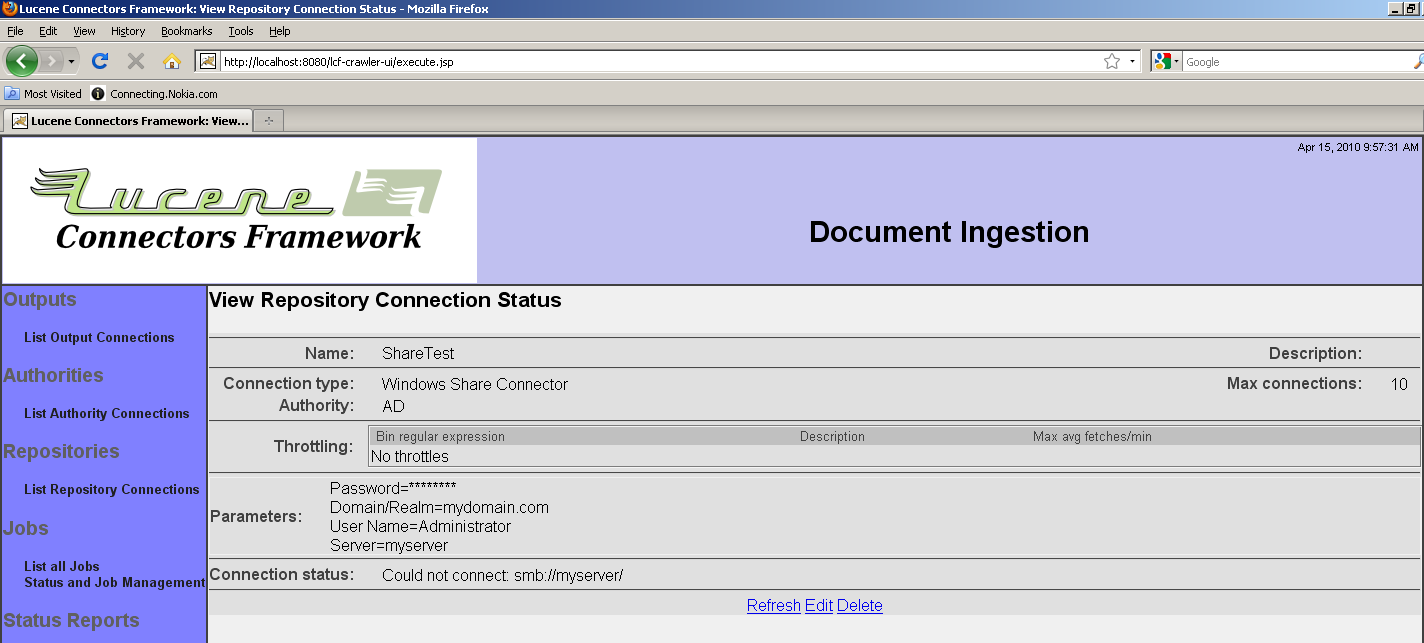 Lucene Connectors Framework: View Repository Connection Status - Mozilla Firefox
File Edit View History Bookmarks Tools Help
http://localhost:8080/lcf-crawler-ui/execute.jsp
Google
Most Visited Connecting.Nokia.com
Lucene Connectors Framework: View...
Apr 15, 2010 9:57:31 AM
Lucene
Connectors Framework
Document Ingestion
Outputs
List Output Connections
Authorities
List Authority Connections
Repositories
List Repository Connections
Jobs
List all Jobs
Status and Job Management
Status Reports
View Repository Connection Status
Name: ShareTest Description:
Connection type: Windows Share Connector Max connections: 10
Authority: AD
Throttling: Bin regular expression Description Max avg fetches/min
No throttles
Parameters:
Password=********
Domain/Realm=mydomain.com
User Name=Administrator
Server=myserver
Connection status: Could not connect: smb://myserver/
Refresh Edit Delete